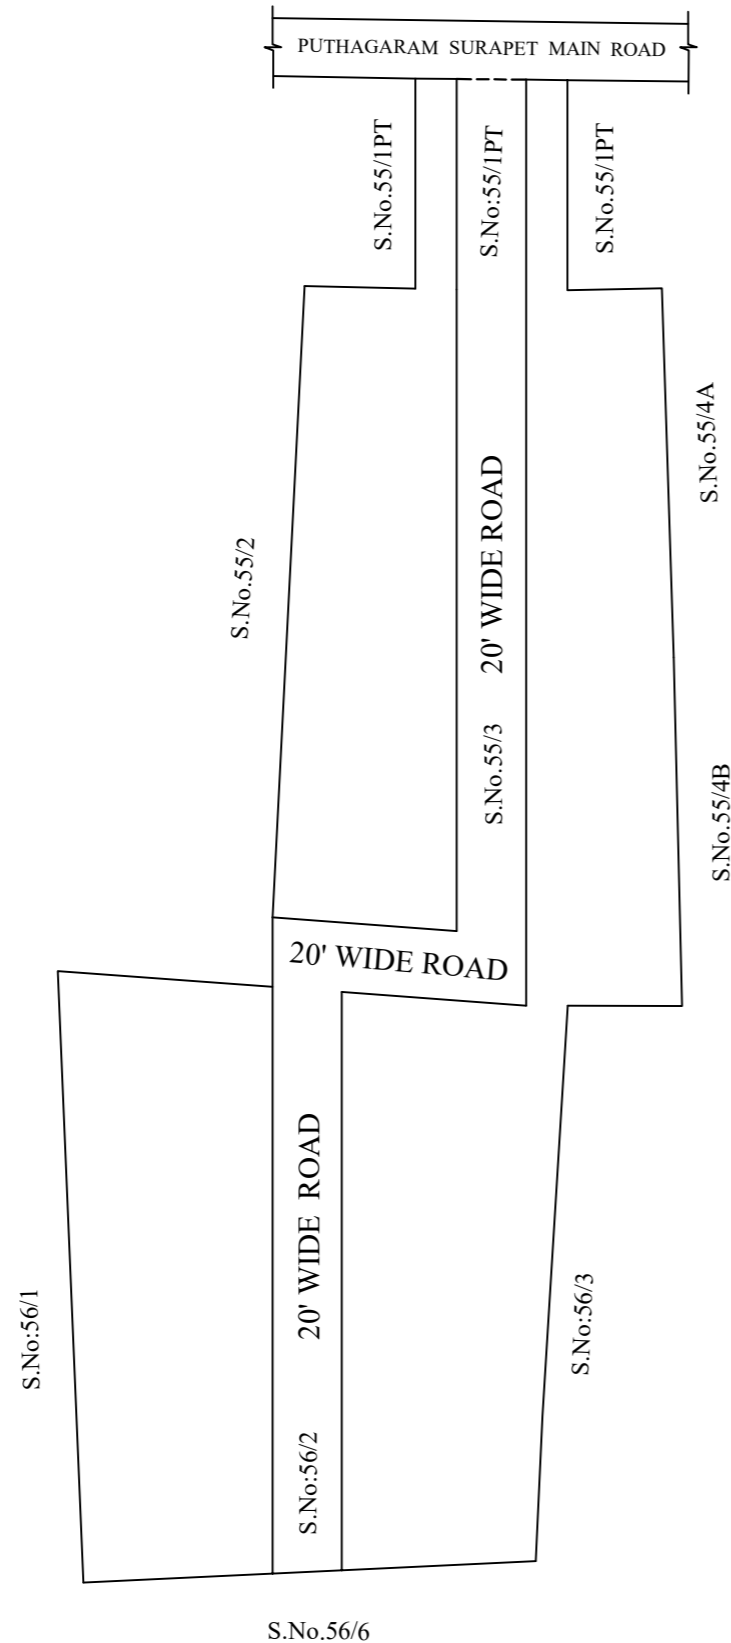 PUTHAGARAM SURAPET MAIN ROAD
S.No.55/1PT
S.No:55/1PT
S.No.55/1PT
S.No.55/4A
20' WIDE ROAD
S.No.55/2
S.No.55/3
S.No.55/4B
20' WIDE ROAD
20' WIDE ROAD
S.No:56/1
S.No:56/3
S.No:56/2
S.No.56/6